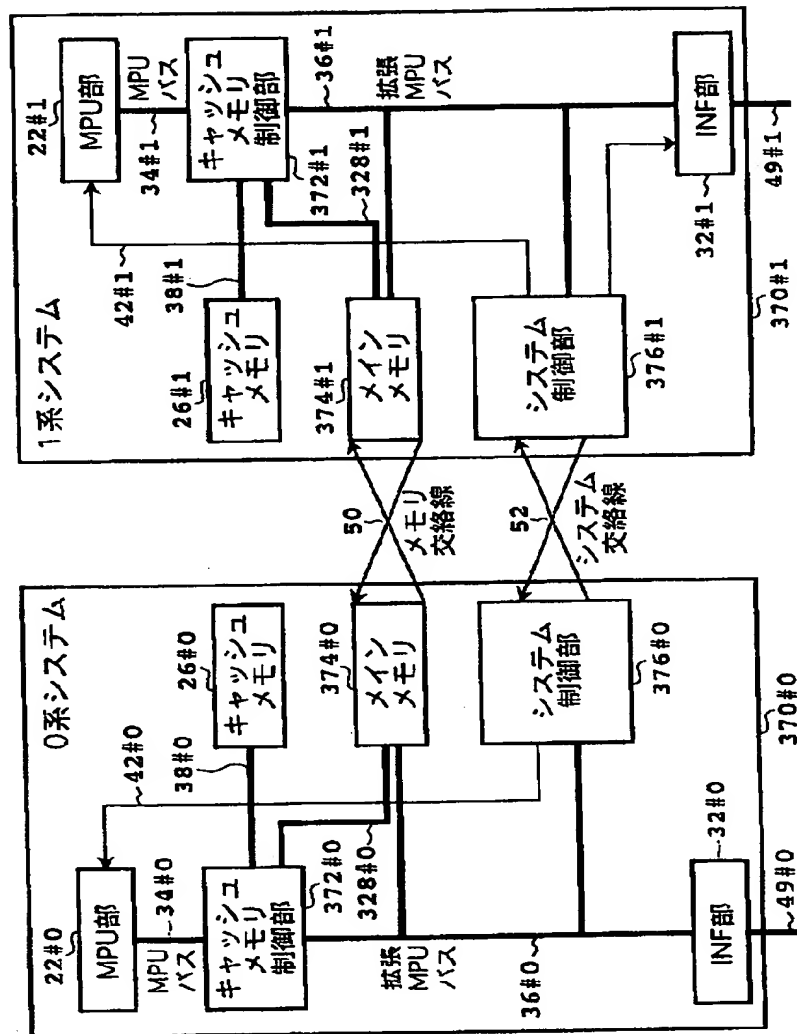 0系システム
22#0
MPU部
34#0
MPU
バス
42#0
キャッシュ
メモリ
制御部
372#0
38#0
キャッシュ
メモリ
26#0
328#0
374#0
メイン
メモリ
拡張
MPU
バス
システム
制御部
376#0
36#0
INF部
32#0
49#0
370#0
50
メモリ
交絡線
52
システム
交絡線
1系システム
22#1
MPU部
34#1
MPU
バス
42#1
キャッシュ
メモリ
制御部
372#1
38#1
キャッシュ
メモリ
26#1
328#1
36#1
374#1
メイン
メモリ
拡張
MPU
バス
システム
制御部
376#1
INF部
32#1
49#1
370#1